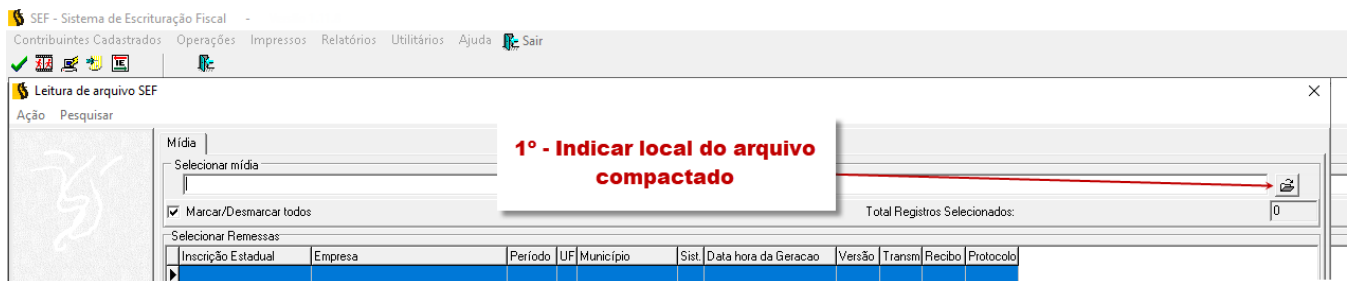 SEF - Sistema de Escrituração Fiscal -
Contribuintes Cadastrados Operações Impressos Relatórios Utilitários Ajuda Sair
IE
Leitura de arquivo SEF
Ação Pesquisar
Mídia
Selecionar mídia
1º - Indicar local do arquivo
compactado
Marcar/Desmarcar todos
Total Registros Selecionados:
0
Selecionar Remessas
Inscrição Estadual Empresa Período UF Município Sist. Data hora da Geracao Versão Transm Recibo Protocolo